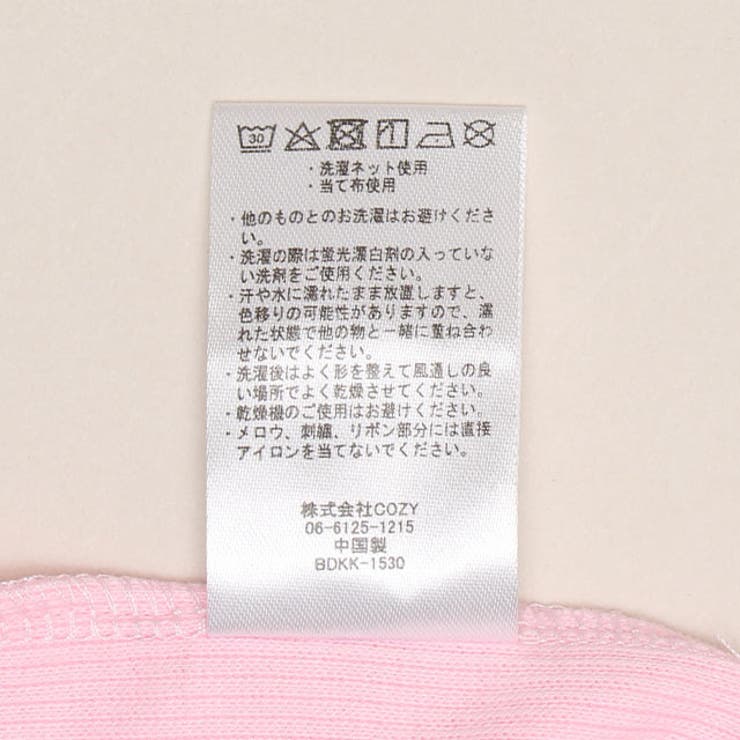 30
・洗濯ネット使用
・当て布使用
・他のものとのお洗濯はお避けくださ
い。
・洗濯の際は蛍光漂白剤の入っていな
い洗剤をご使用ください。
・汗や水に濡れたまま放置しますと、
色移りの可能性がありますので、濡
れた状態で他の物と一緒に重ね合わ
せないでください。
・洗濯後はよく形を整えて風通しの良
い場所でよく乾燥させてください。
・乾燥機のご使用はお避けください。
・メロウ、刺繍、リボン部分には直接
アイロンを当てないでください。
株式会社COZY
06-6125-1215
中国製
BDKK-1530